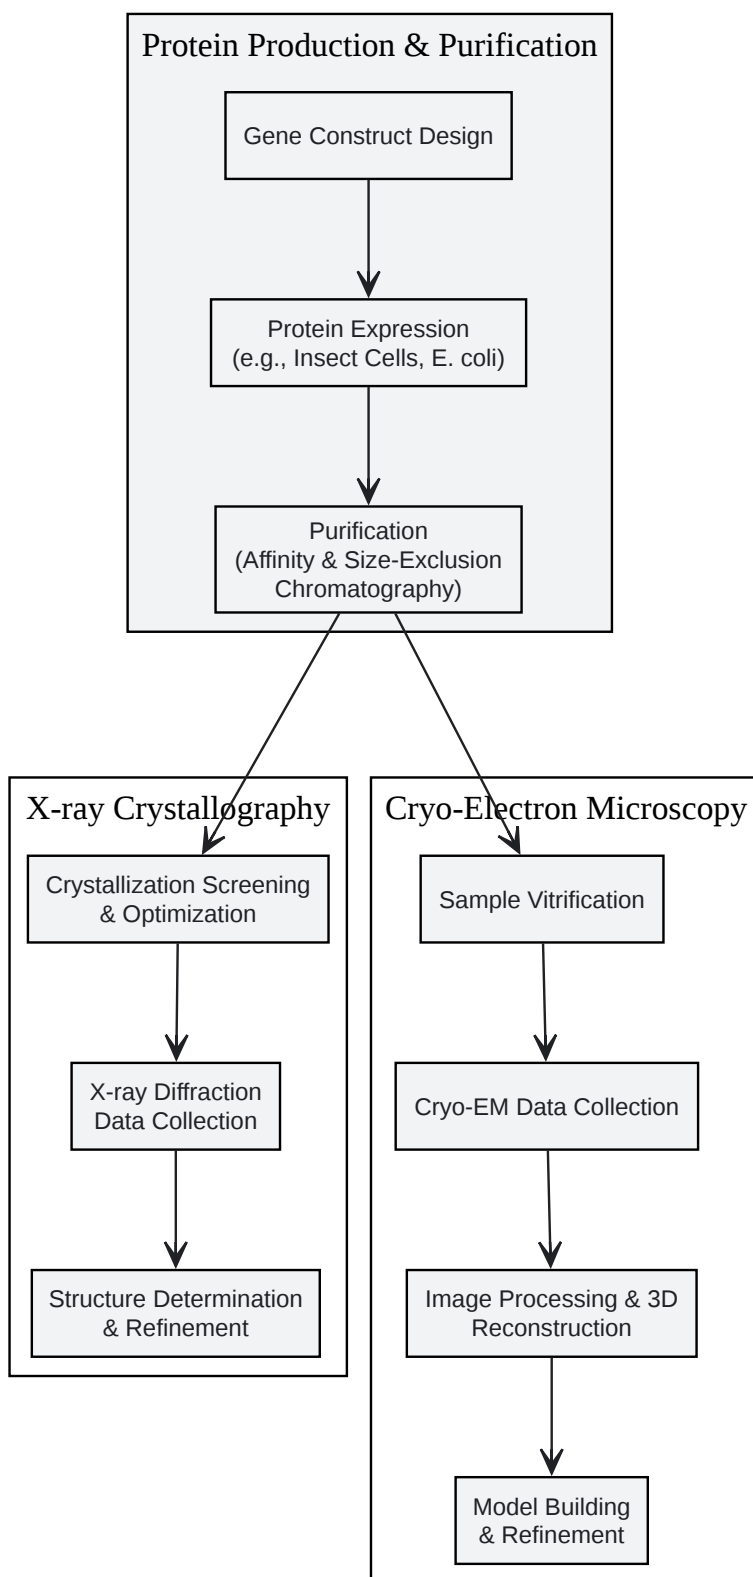 Protein Production & Purification
Gene Construct Design
Protein Expression
(e.g., Insect Cells, E. coli)
Purification
(Affinity & Size-Exclusion
Chromatography)
X-ray Crystallography
Crystallization Screening
& Optimization
X-ray Diffraction
Data Collection
Structure Determination
& Refinement
Cryo-Electron Microscopy
Sample Vitrification
Cryo-EM Data Collection
Image Processing & 3D
Reconstruction
Model Building
& Refinement